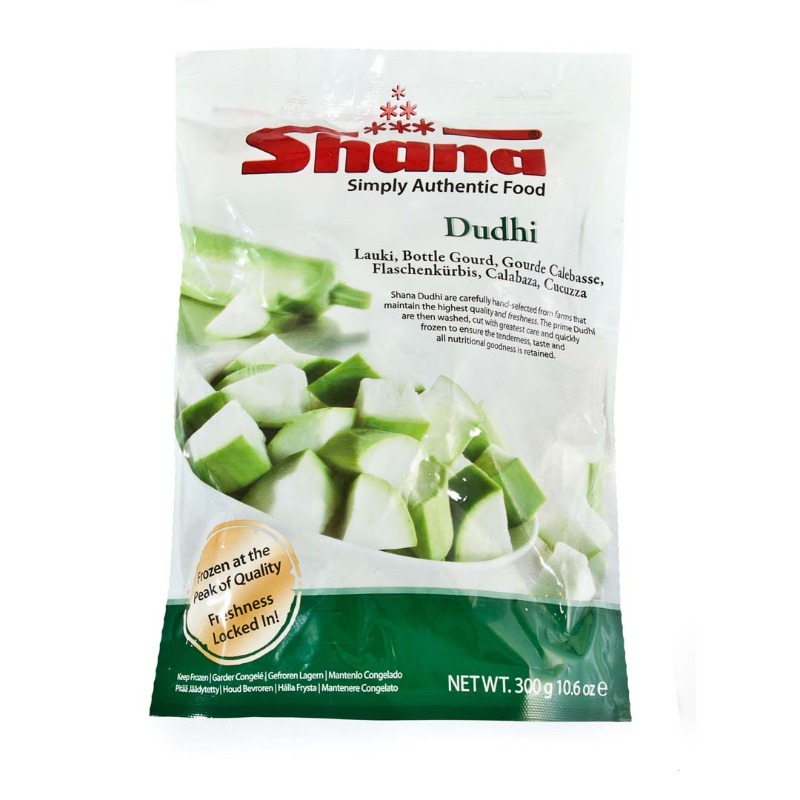 Shana®
Simply Authentic Food
Dudhi
Lauki, Bottle Gourd, Gourde Calebasse,
Flaschenkürbis, Calabaza, Cucuzza
Shana Dudhi are carefully hand-selected from farms that
maintain the highest quality and freshness. The prime Dudhi
are then washed, cut with greatest care and quickly
frozen to ensure the tenderness, taste and
all nutritional goodness is retained.
Frozen at the
Peak of Quality
Freshness
Locked In!
Keep Frozen | Garder Congelé | Gefroren Lagern | Mantenlo Congelado
Pitää Jäädytetty | Houd Bevroren | Hålla Frysta | Mantenere Congelato
NET WT. 300 g 10.6 oz e